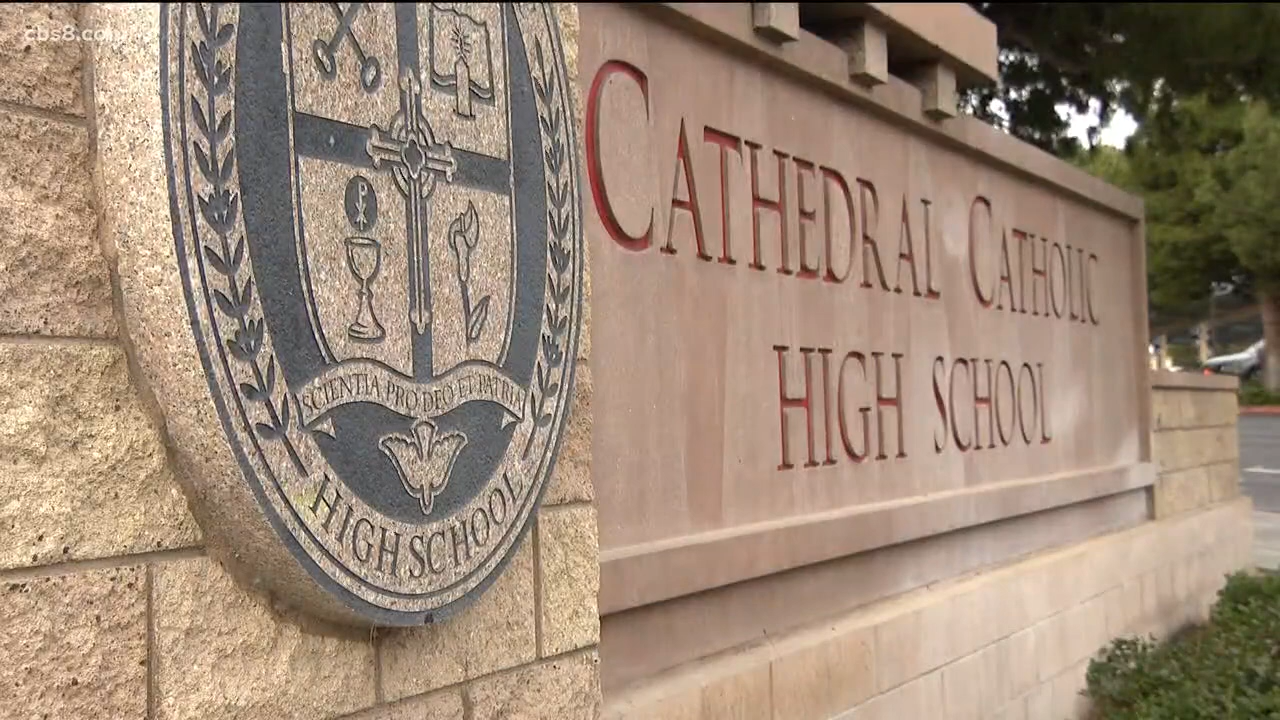 cbs8.com
SCIENTIA PRO DEO ET PATRIA
HIGH SCHOOL
CATHEDRAL CATHOLIC
HIGH SCHOOL